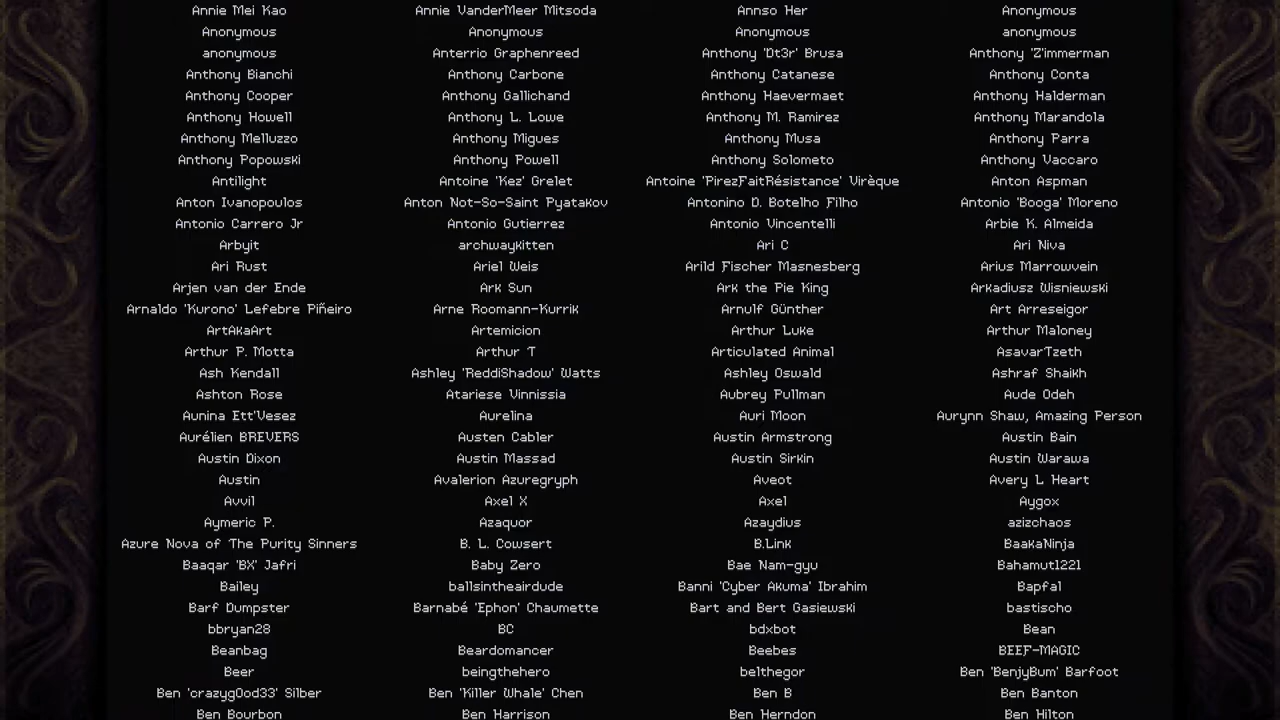 Annie Mei Kao Annie VanderMeer Mitsoda Annso Her Anonymous
Anonymous Anonymous Anonymous anonymous
anonymous Anterrio Graphenreed Anthony 'Dt3r' Brusa Anthony 'Z'immerman
Anthony Bianchi Anthony Carbone Anthony Catanese Anthony Conta
Anthony Cooper Anthony Gallichand Anthony Haevermaet Anthony Halderman
Anthony Howell Anthony L. Lowe Anthony M. Ramirez Anthony Marandola
Anthony Melluzzo Anthony Migues Anthony Musa Anthony Parra
Anthony Popowski Anthony Powell Anthony Solometo Anthony Vaccaro
Antilight Antoine 'Kez' Grelet Antoine 'PirezFaitRésistance' Virèque Anton Aspman
Anton Ivanopovlos Anton Not-So-Saint Pyatakov Antonino D. Botelho Filho Antonio 'Booga' Moreno
Antonio Carrero Jr Antonio Gutierrez Antonio Vincentelli Arbie K. Almeida
Arbyit archwaykitten Ari C Ari Niva
Ari Rust Ariel Weis Arild Fischer Masnesberg Arius Marrowvein
Arjen van der Ende Ark Sun Ark the Pie King Arkadiusz Wisniewski
Arnaldo 'Kurono' Lefebre Piñeiro Arne Roomann-Kurrik Arnulf Günther Art Arreseigor
ArtAkaArt Artemicion Arthur Luke Arthur Maloney
Arthur P. Motta Arthur T Articulated Animal AsavarTzeth
Ash Kendall Ashley 'ReddiShadow' Watts Ashley Oswald Ashraf Shaikh
Ashton Rose Atariese Vinnissia Aubrey Pullman Aude Odeh
Aunina Ett'Vesez Aurelina Auri Moon Aurynn Shaw, Amazing Person
Aurélien BREVERS Austen Cabler Austin Armstrong Austin Bain
Austin Dixon Austin Massad Austin Sirkin Austin Warawa
Austin Avalerion Azuregryph Aveot Avery L Heart
Avvil Axel X Axel Aygox
Aymeric P. Azaquor Azaydius azizchaos
Azure Nova of The Purity Sinners B. L. Cowsert B.Link BaakaNinja
Baaqar 'BX' Jafri Baby Zero Bae Nam-gyu Bahamut1221
Bailey ballsintheairdude Banni 'Cyber Akuma' Ibrahim Bapfal
Barf Dumpster Barnabé 'Ephon' Chaumette Bart and Bert Gasiewski bastischo
bbryan28 BC bdxbot Bean
Beanbag Beardomancer Beebes BEEF-MAGIC
Beer beingthehero belthegor Ben 'BenjyBum' Barfoot
Ben 'crazyg0od33' Silber Ben 'Killer Whale' Chen Ben B Ben Banton
Ben Bourbon Ben Harrison Ben Herndon Ben Hilton